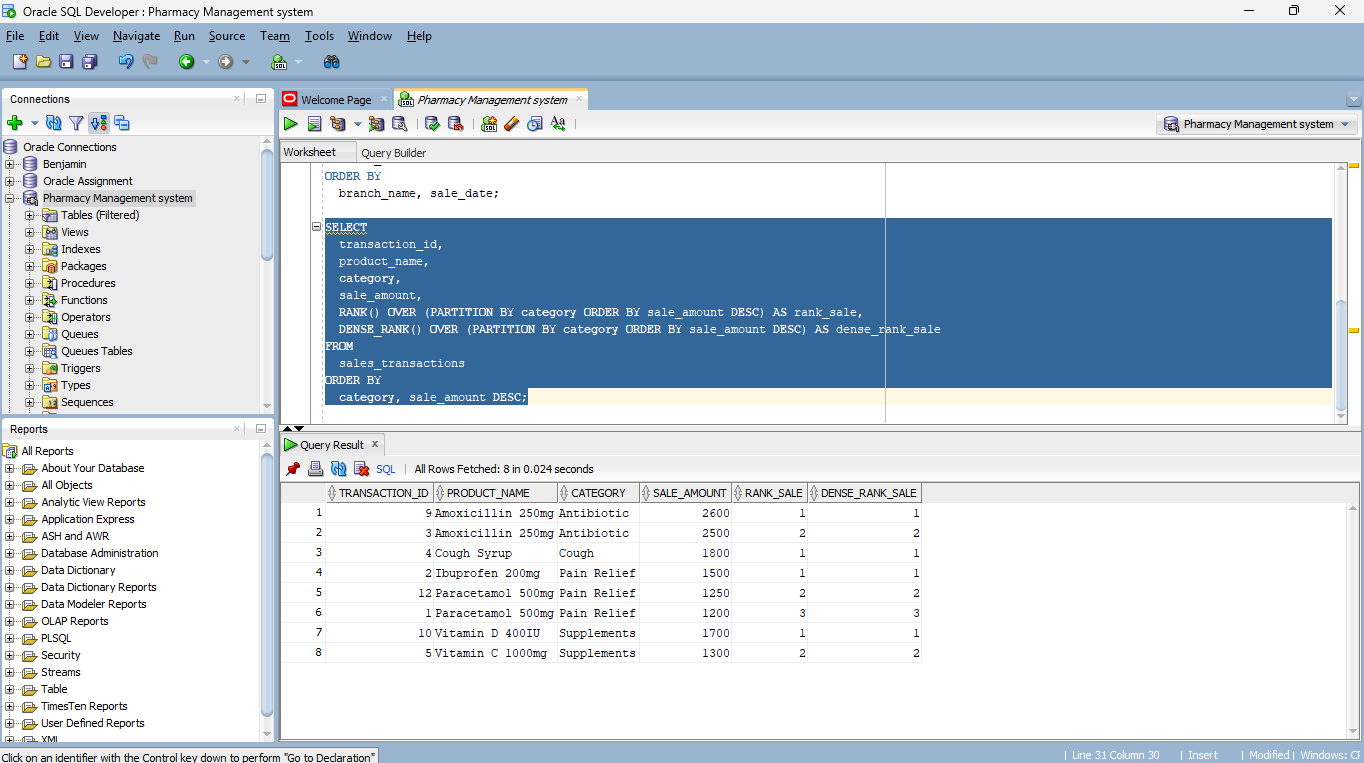 Oracle SQL Developer : Pharmacy Management system
File Edit View Navigate Run Source Team Tools Window Help
Connections
Oracle Connections
Benjamin
Oracle Assignment
Pharmacy Management system
Tables (Filtered)
Views
Indexes
Packages
Procedures
Functions
Operators
Queues
Queues Tables
Triggers
Types
Sequences
Reports
All Reports
About Your Database
All Objects
Analytic View Reports
Application Express
ASH and AWR
Database Administration
Data Dictionary
Data Dictionary Reports
Data Modeler Reports
OLAP Reports
PLSQL
Security
Streams
Table
TimesTen Reports
User Defined Reports
XML
Welcome Page
Pharmacy Management system
Pharmacy Management system
Worksheet Query Builder
ORDER BY
branch_name, sale_date;
SELECT
transaction_id,
product_name,
category,
sale_amount,
RANK() OVER (PARTITION BY category ORDER BY sale_amount DESC) AS rank_sale,
DENSE_RANK() OVER (PARTITION BY category ORDER BY sale_amount DESC) AS dense_rank_sale
FROM
sales_transactions
ORDER BY
category, sale_amount DESC;
Query Result
SQL | All Rows Fetched: 8 in 0.024 seconds
TRANSACTION_ID PRODUCT_NAME CATEGORY SALE_AMOUNT RANK_SALE DENSE_RANK_SALE
1 9 Amoxicillin 250mg Antibiotic 2600 1 1
2 3 Amoxicillin 250mg Antibiotic 2500 2 2
3 4 Cough Syrup Cough 1800 1 1
4 2 Ibuprofen 200mg Pain Relief 1500 1 1
5 12 Paracetamol 500mg Pain Relief 1250 2 2
6 1 Paracetamol 500mg Pain Relief 1200 3 3
7 10 Vitamin D 400IU Supplements 1700 1 1
8 5 Vitamin C 1000mg Supplements 1300 2 2
Click on an identifier with the Control key down to perform "Go to Declaration"
| Line 31 Column 30 | Insert | Modified | Windows: